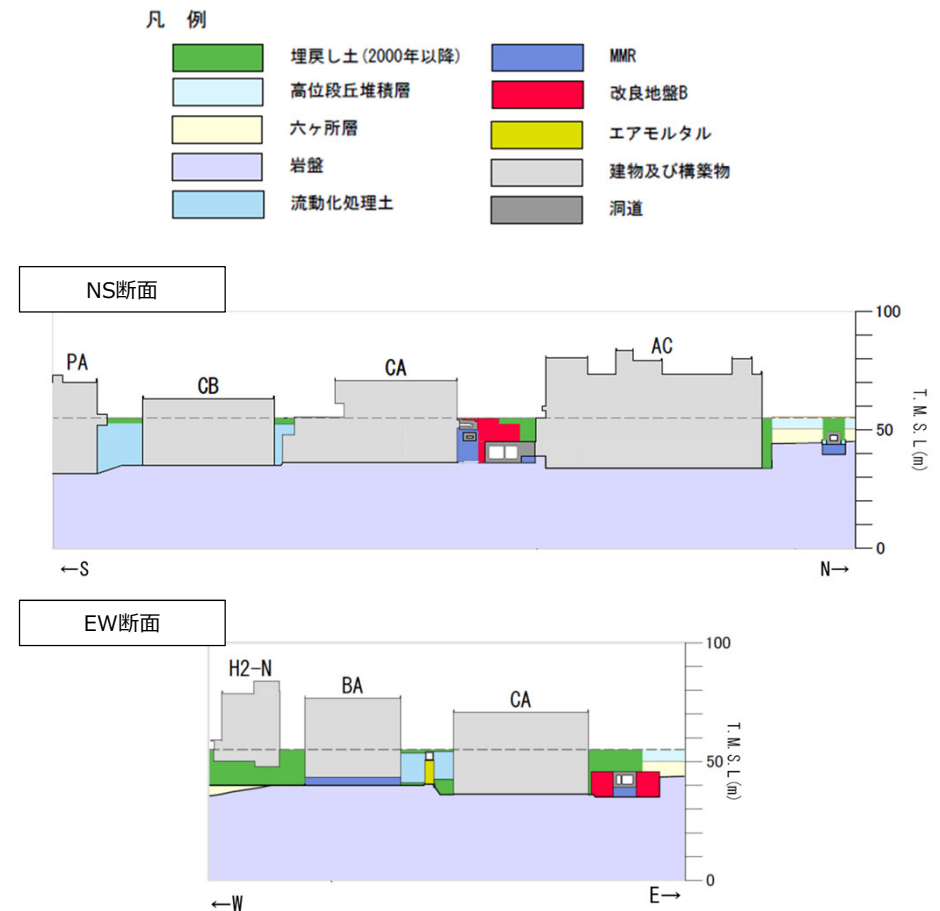 凡 例
埋戻し土(2000年以降)
高位段丘堆積層
六ヶ所層
岩盤
流動化処理土
MMR
改良地盤B
エアモルタル
建物及び構築物
洞道
NS断面
PA
CB
CA
AC
100
50
0
T.M.S.L(m)
←S
N→
EW断面
H2-N
BA
CA
100
50
0
T.M.S.L(m)
←W
E→